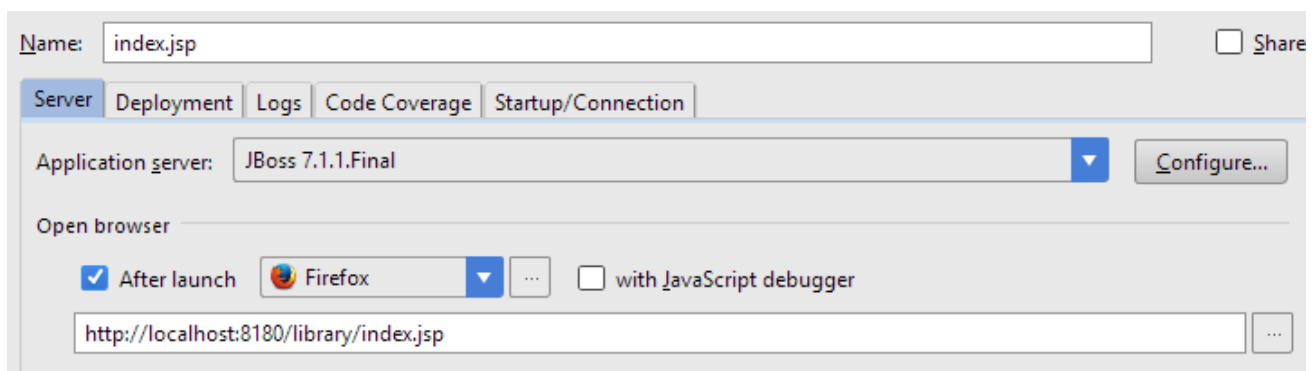 Name: index.jsp Share
Server Deployment Logs Code Coverage Startup/Connection
Application server: JBoss 7.1.1.Final Configure...
Open browser
After launch Firefox ... with JavaScript debugger
http://localhost:8180/library/index.jsp ...